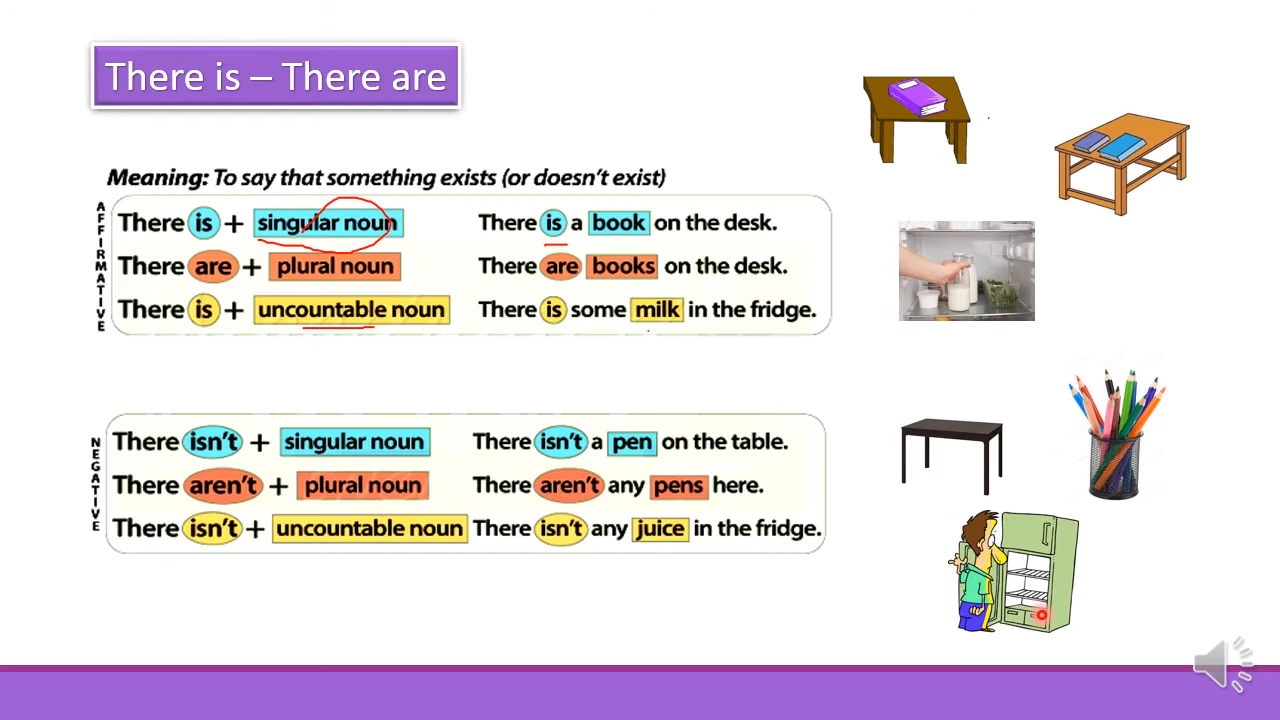 There is – There are
Meaning: To say that something exists (or doesn't exist)
AFFIRMATIVE
There is + singular noun There is a book on the desk.
There are + plural noun There are books on the desk.
There is + uncountable noun There is some milk in the fridge.
NEGATIVE
There isn't + singular noun There isn't a pen on the table.
There aren't + plural noun There aren't any pens here.
There isn't + uncountable noun There isn't any juice in the fridge.